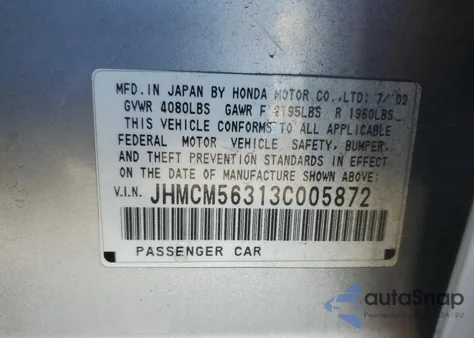 MFD. IN JAPAN BY HONDA MOTOR CO., LTD: 7/02
GVWR 4080LBS GAWR F 2195LBS R 1960LBS
THIS VEHICLE CONFORMS TO ALL APPLICABLE
FEDERAL MOTOR VEHICLE SAFETY, BUMPER,
AND THEFT PREVENTION STANDARDS IN EFFECT
ON THE DATE OF MANUFACTURE SHOWN ABOVE:
V.I.N. JHMCM56313C005872
PASSENGER CAR
autoSnap